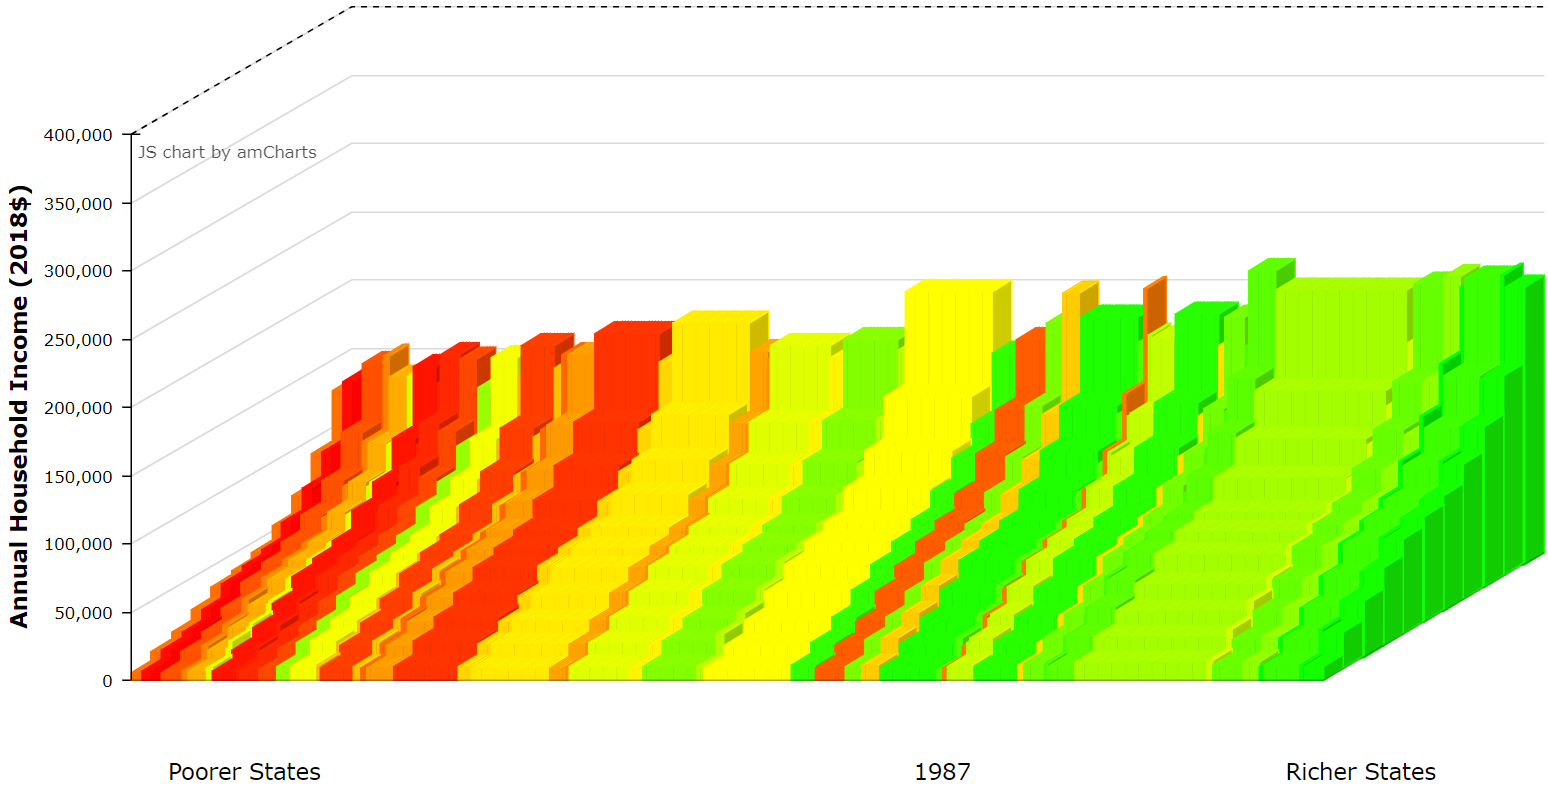 400,000
JS chart by amCharts
350,000
300,000
250,000
200,000
150,000
100,000
50,000
0
Annual Household Income (2018$)
Poorer States
1987
Richer States